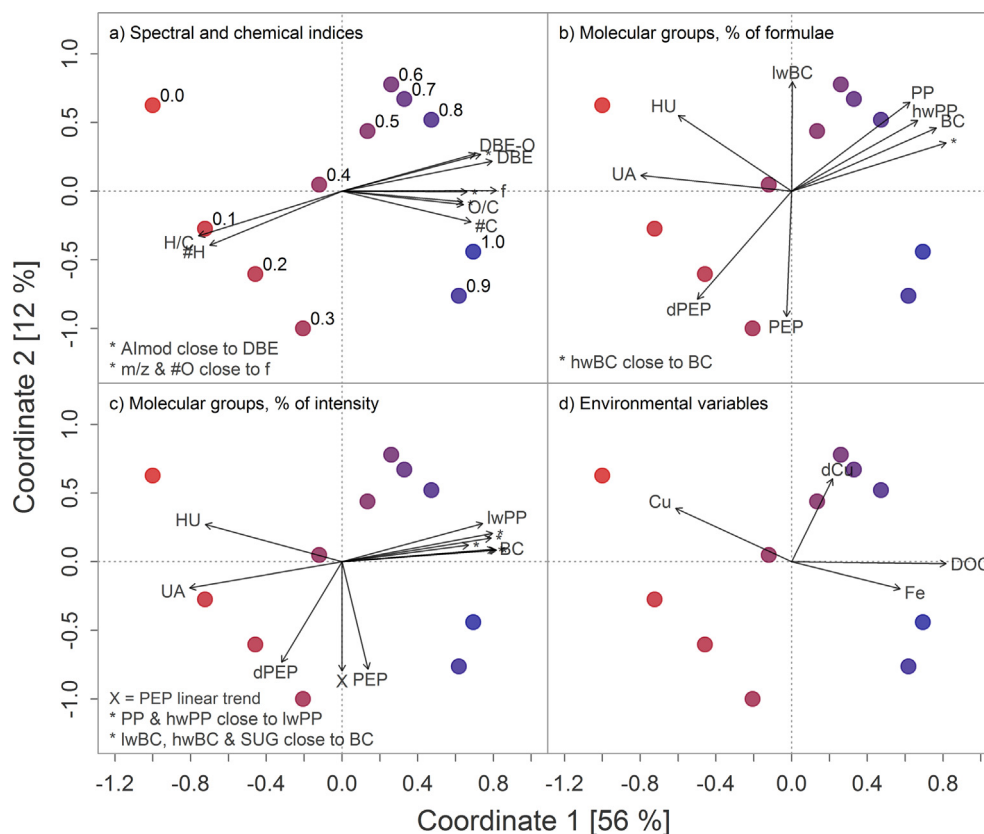 a) Spectral and chemical indices
0.0
0.6
0.7
0.8
0.5
0.4
DBE-O
* DBE
f
*
*
O/C
#C
0.1
H/C
#H
0.2
0.3
1.0
0.9
* AImod close to DBE
* m/z & #O close to f
b) Molecular groups, % of formulae
lwBC
PP
hwPP
BC
*
HU
UA
dPEP
PEP
* hwBC close to BC
c) Molecular groups, % of intensity
HU
lwPP
*
*
*
BC
UA
dPEP
X
PEP
X = PEP linear trend
* PP & hwPP close to lwPP
* lwBC, hwBC & SUG close to BC
d) Environmental variables
dCu
Cu
DOC
Fe
1.0
0.5
0.0
-0.5
-1.0
1.0
0.5
0.0
-0.5
-1.0
Coordinate 2 [12 %]
-1.2 -0.8 -0.4 0.0 0.4 0.8 -1.2 -0.8 -0.4 0.0 0.4 0.8
Coordinate 1 [56 %]